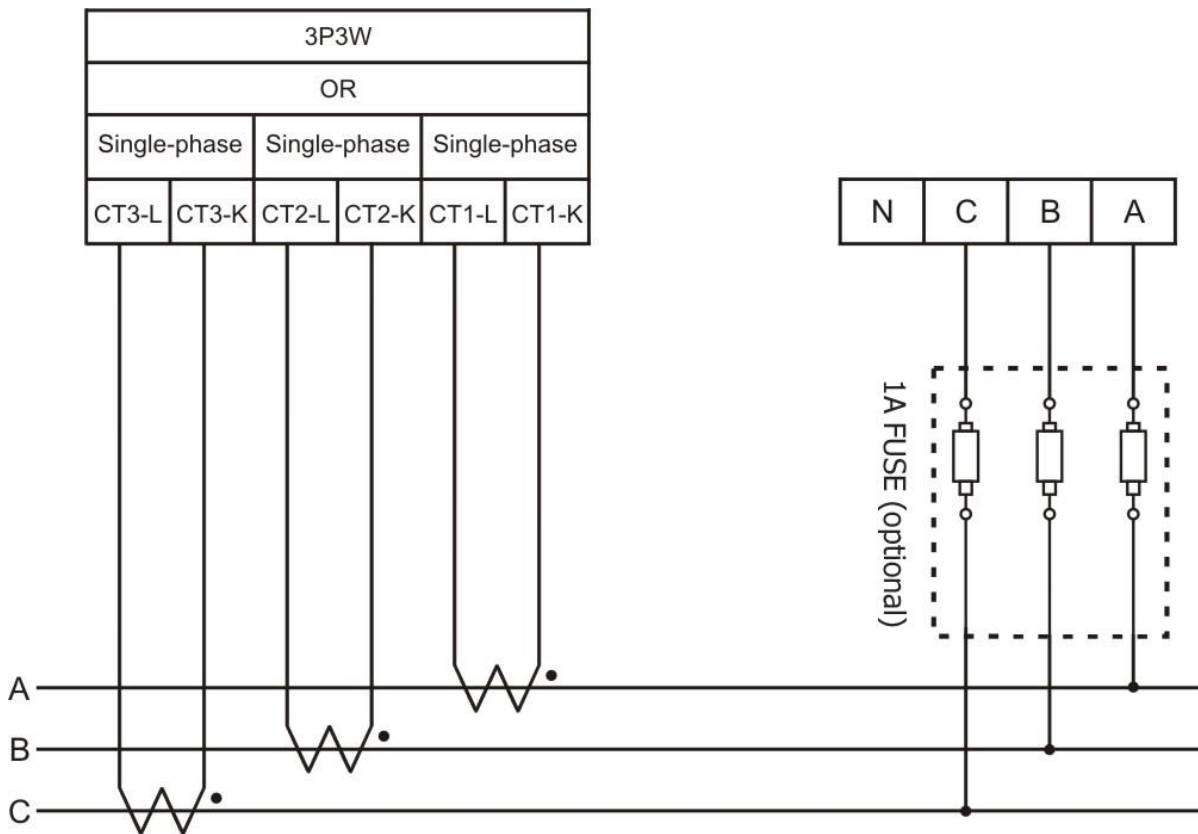 3P3W
OR
Single-phase Single-phase Single-phase
CT3-L CT3-K CT2-L CT2-K CT1-L CT1-K
N C B A
1A FUSE (optional)
A
B
C